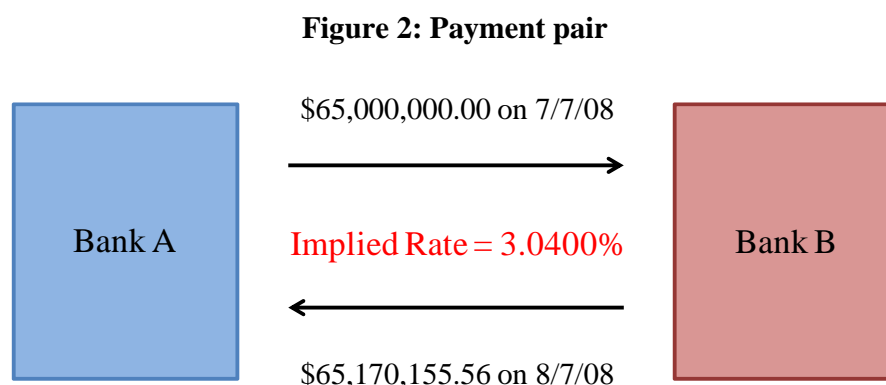 Figure 2: Payment pair
$65,000,000.00 on 7/7/08
Bank A
Implied Rate = 3.0400%
Bank B
$65,170,155.56 on 8/7/08